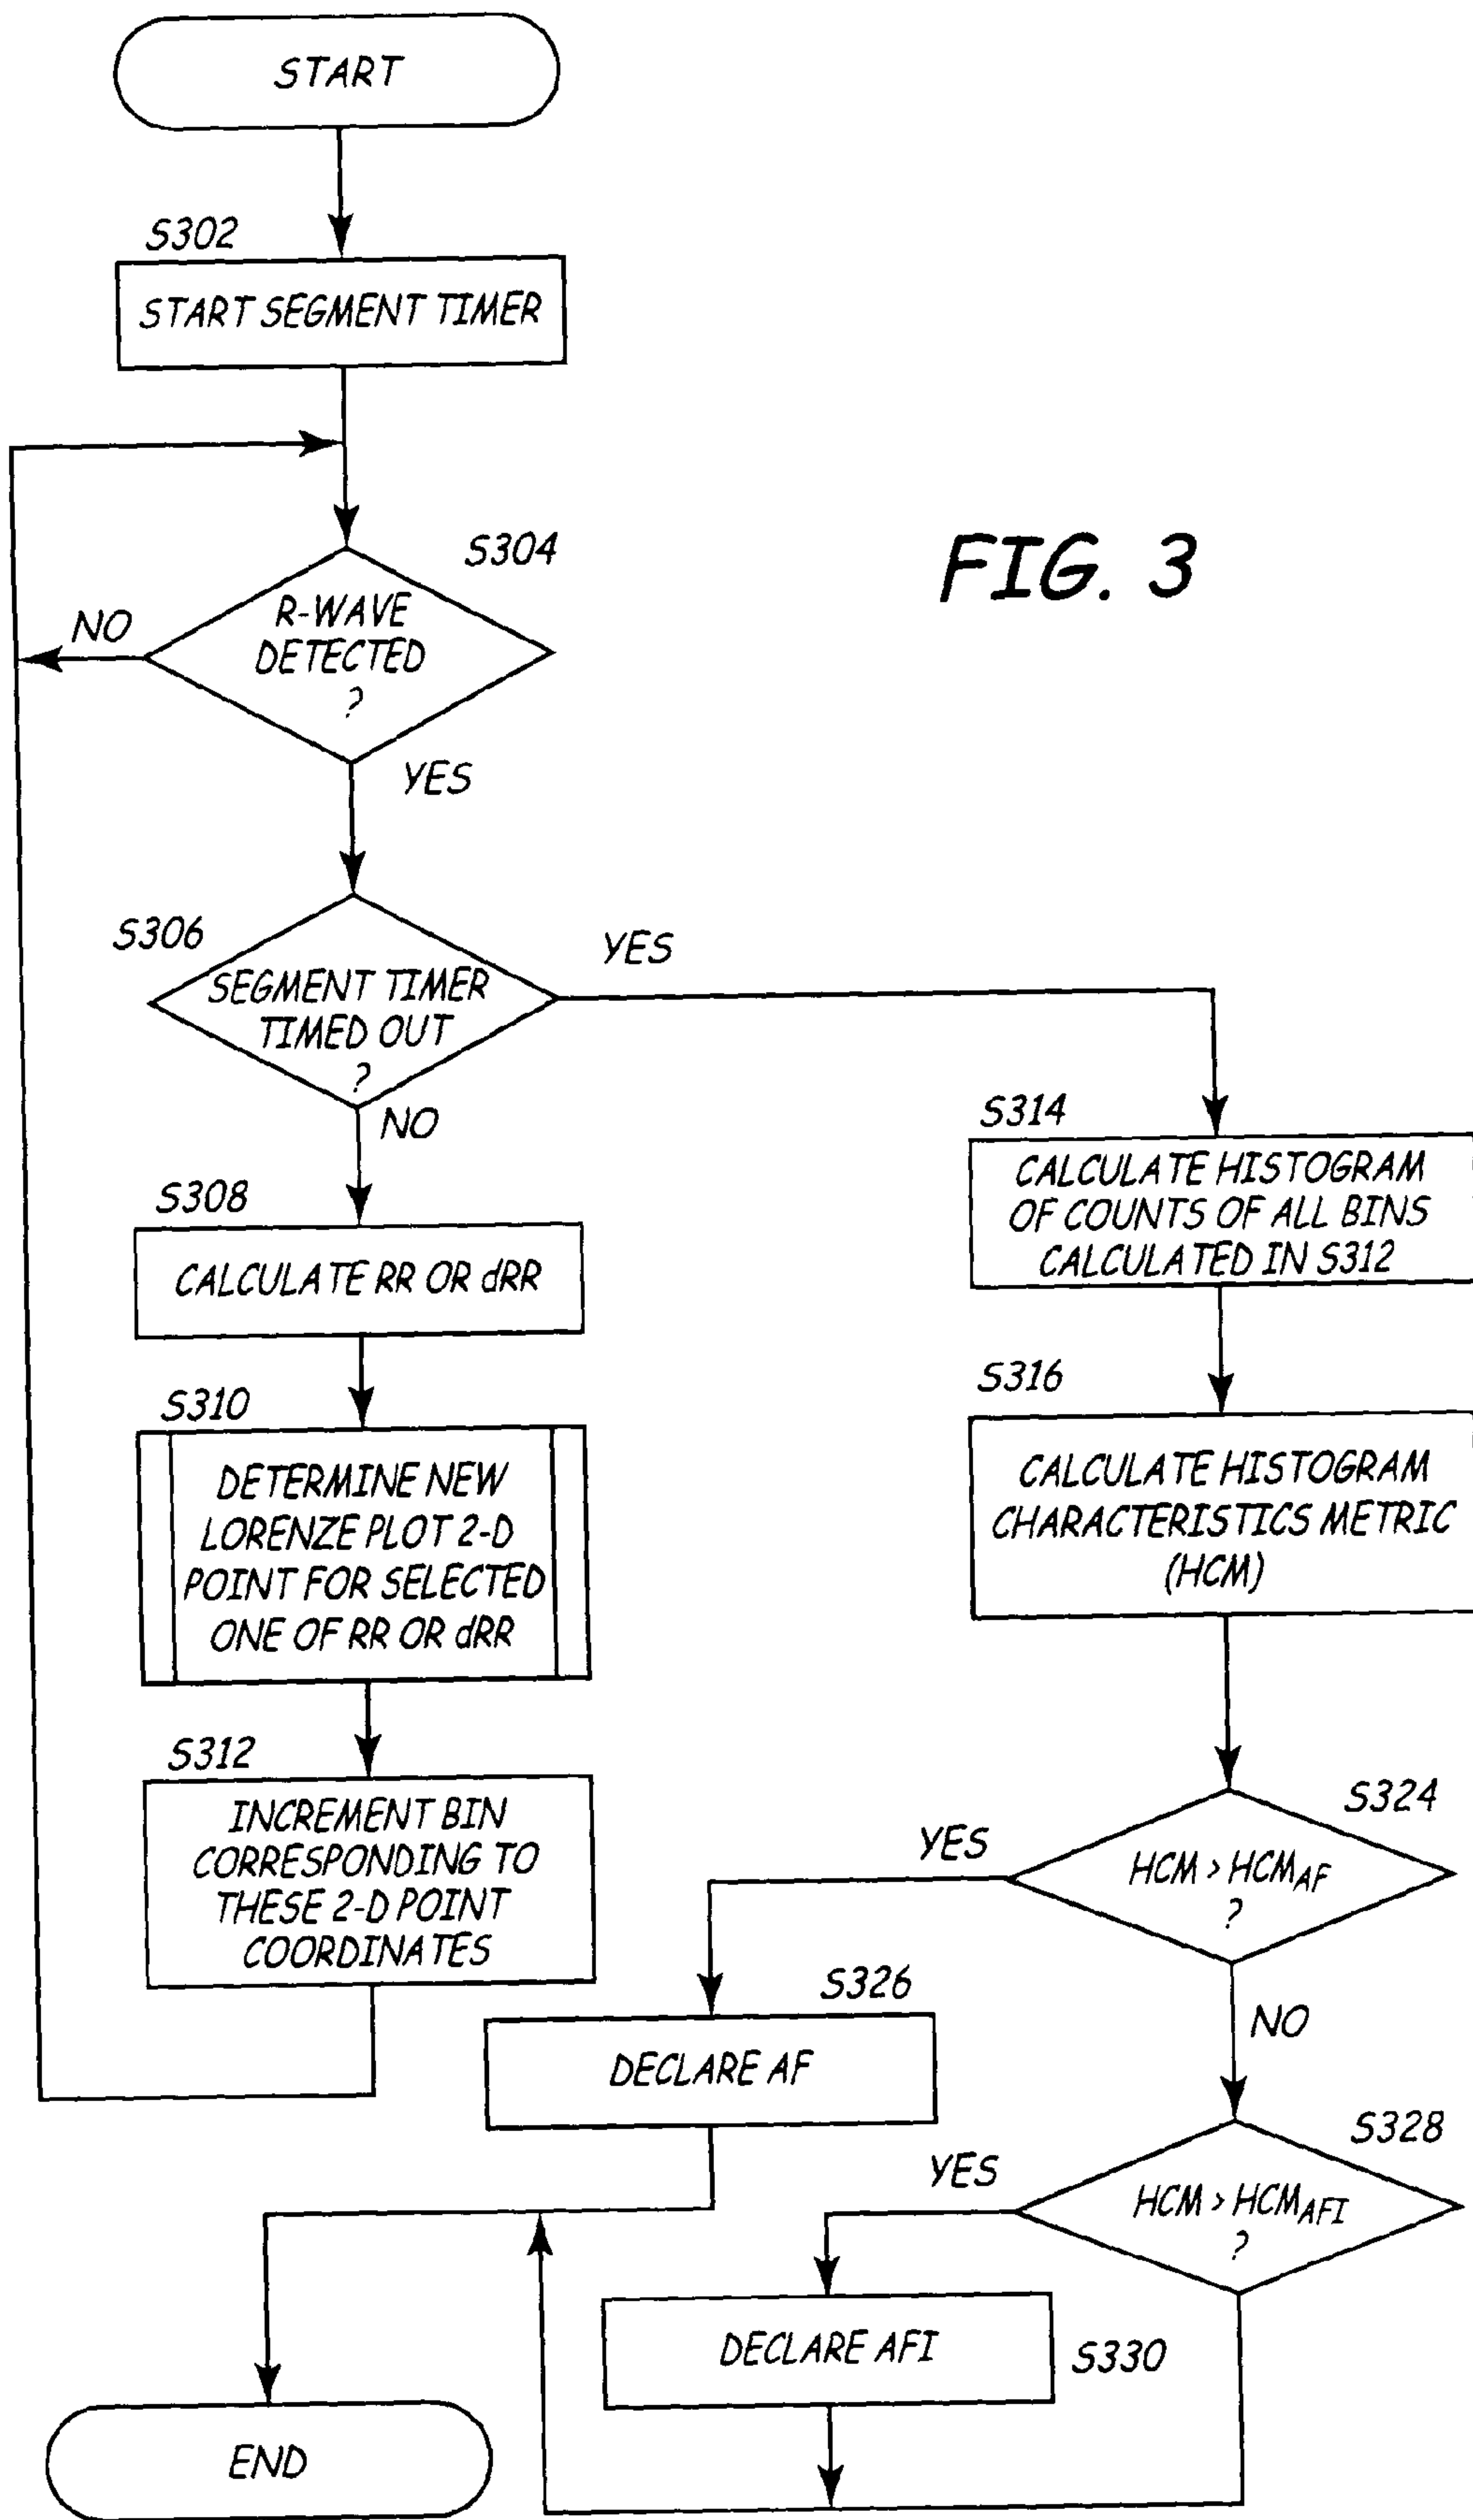 START
S302
START SEGMENT TIMER
S304
FIG. 3
R-WAVE
DETECTED
?
NO
YES
S306
SEGMENT TIMER
TIMED OUT
?
YES
NO
S308
CALCULATE RR OR dRR
S310
DETERMINE NEW
LORENZE PLOT 2-D
POINT FOR SELECTED
ONE OF RR OR dRR
S312
INCREMENT BIN
CORRESPONDING TO
THESE 2-D POINT
COORDINATES
S314
CALCULATE HISTOGRAM
OF COUNTS OF ALL BINS
CALCULATED IN S312
S316
CALCULATE HISTOGRAM
CHARACTERISTICS METRIC
(HCM)
S324
HCM > HCMAF
?
YES
NO
S326
DECLARE AF
S328
HCM > HCMAFI
?
YES
DECLARE AFI
S330
END